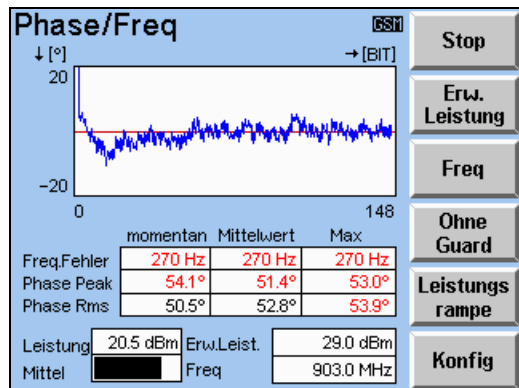 Phase/Freq GSM
↓ [°] → [BIT]
20
−20
0 148
momentan Mittelwert Max
Freq.Fehler 270 Hz 270 Hz 270 Hz
Phase Peak 54.1° 51.4° 53.0°
Phase Rms 50.5° 52.8° 53.9°
Leistung 20.5 dBm Erw.Leist. 29.0 dBm
Mittel Freq 903.0 MHz
Stop
Erw.
Leistung
Freq
Ohne
Guard
Leistungs
rampe
Konfig